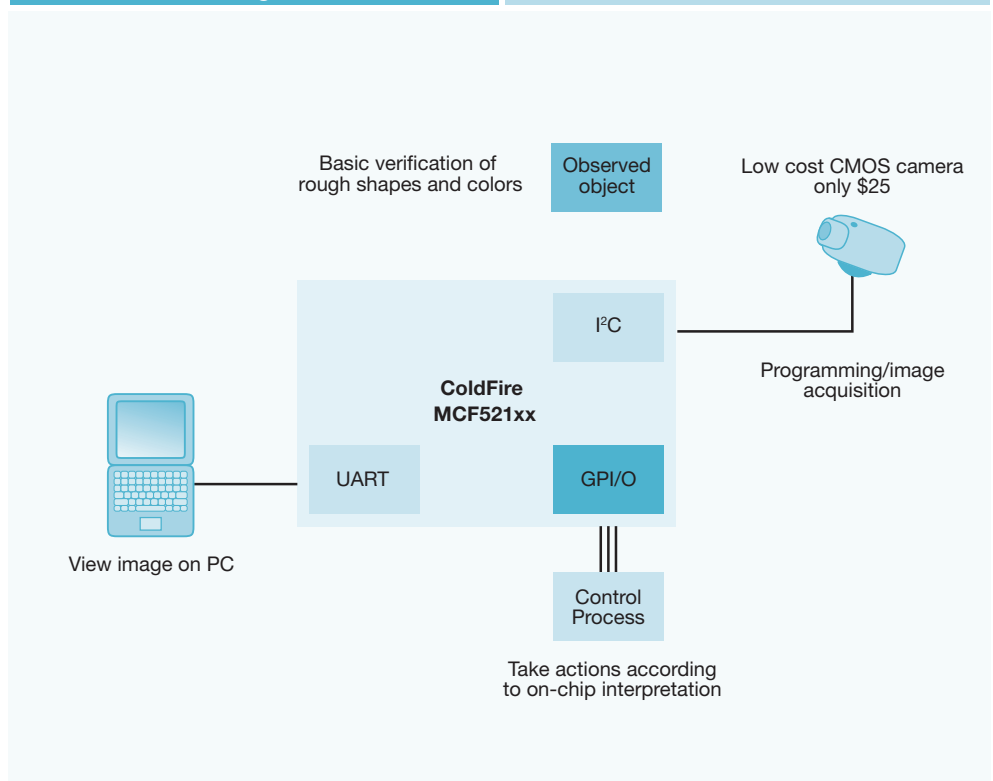 Basic verification of
rough shapes and colors
Observed
object
Low cost CMOS camera
only $25
I²C
Programming/image
acquisition
ColdFire
MCF521xx
UART
GPI/O
View image on PC
Control
Process
Take actions according
to on-chip interpretation